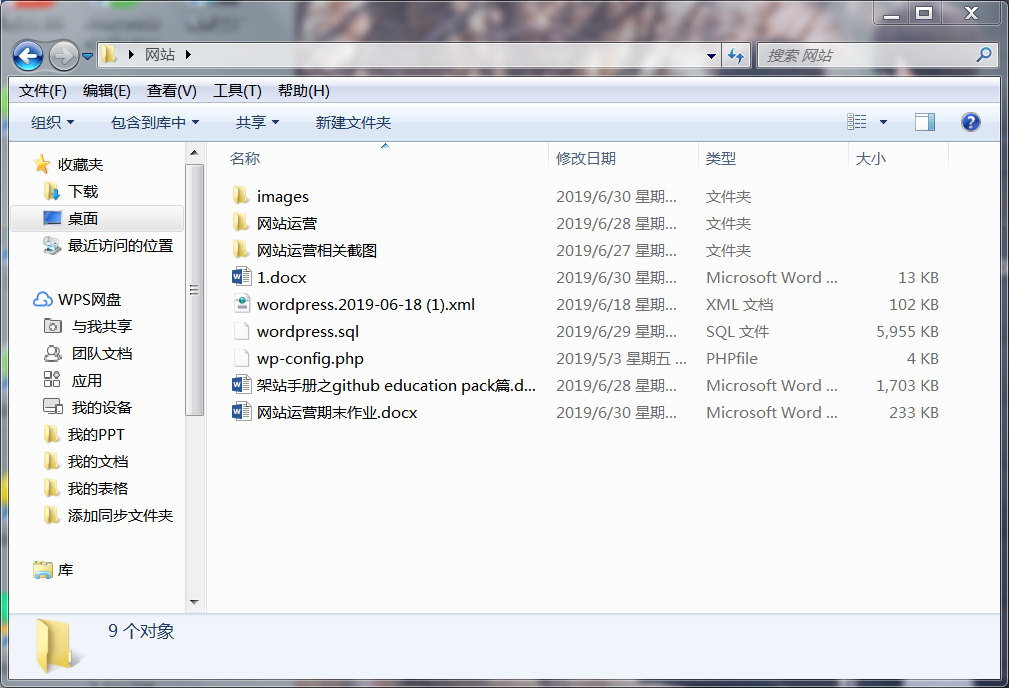 网站
搜索 网站
文件(F) 编辑(E) 查看(V) 工具(T) 帮助(H)
组织 包含到库中 共享 新建文件夹
收藏夹
下载
桌面
最近访问的位置
WPS网盘
与我共享
团队文档
应用
我的设备
我的PPT
我的文档
我的表格
添加同步文件夹
库
名称 修改日期 类型 大小
images 2019/6/30 星期... 文件夹
网站运营 2019/6/28 星期... 文件夹
网站运营相关截图 2019/6/27 星期... 文件夹
1.docx 2019/6/30 星期... Microsoft Word ... 13 KB
wordpress.2019-06-18 (1).xml 2019/6/18 星期... XML 文档 102 KB
wordpress.sql 2019/6/29 星期... SQL 文件 5,955 KB
wp-config.php 2019/5/3 星期五 ... PHPfile 4 KB
架站手册之github education pack篇.d... 2019/6/28 星期... Microsoft Word ... 1,703 KB
网站运营期末作业.docx 2019/6/30 星期... Microsoft Word ... 233 KB
9 个对象